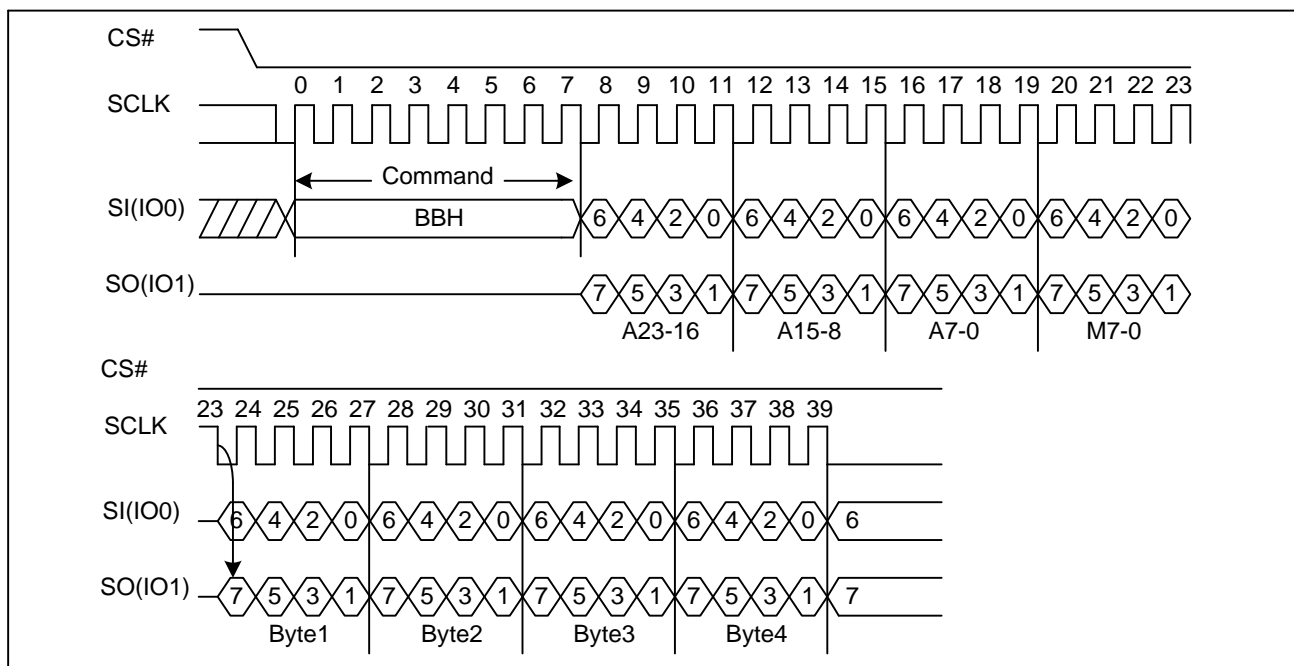 CS#
0 1 2 3 4 5 6 7 8 9 10 11 12 13 14 15 16 17 18 19 20 21 22 23
SCLK
Command
SI(IO0) BBH 6 4 2 0 6 4 2 0 6 4 2 0 6 4 2 0
SO(IO1) 7 5 3 1 7 5 3 1 7 5 3 1 7 5 3 1
A23-16 A15-8 A7-0 M7-0
CS#
23 24 25 26 27 28 29 30 31 32 33 34 35 36 37 38 39
SCLK
SI(IO0) 6 4 2 0 6 4 2 0 6 4 2 0 6 4 2 0 6
SO(IO1) 7 5 3 1 7 5 3 1 7 5 3 1 7 5 3 1 7
Byte1 Byte2 Byte3 Byte4